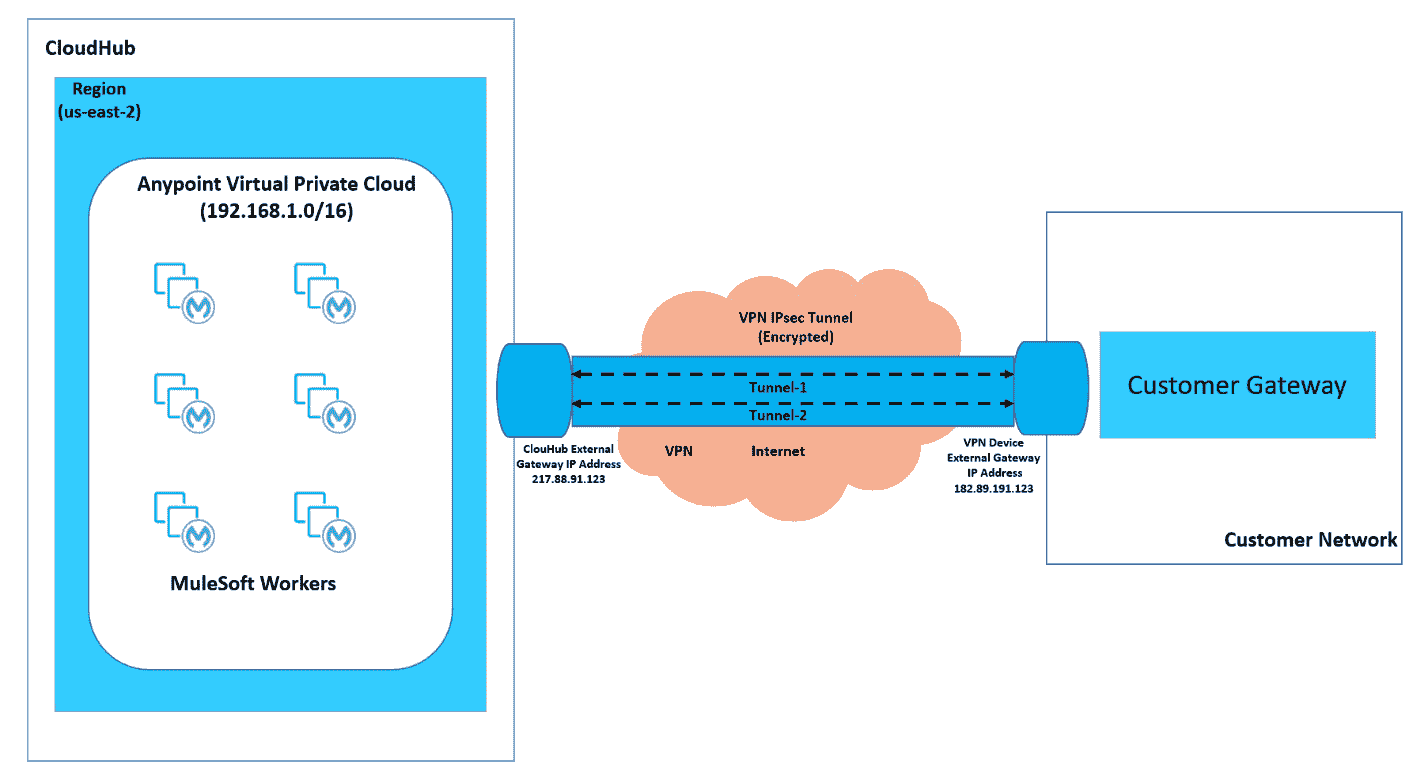 CloudHub
Region
(us-east-2)
Anypoint Virtual Private Cloud
(192.168.1.0/16)
MuleSoft Workers
VPN IPsec Tunnel
(Encrypted)
Tunnel-1
Tunnel-2
ClouHub External
Gateway IP Address
217.88.91.123
VPN
Internet
VPN Device
External Gateway
IP Address
182.89.191.123
Customer Gateway
Customer Network